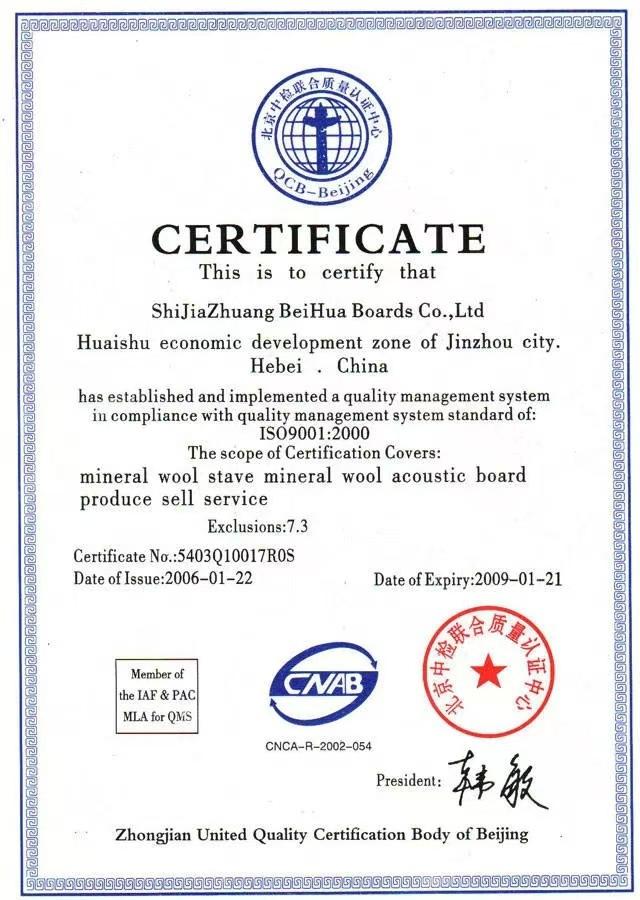 北京中检联合质量认证中心
QCB-Beijing
CERTIFICATE
This is to certify that
ShiJiaZhuang BeiHua Boards Co.,Ltd
Huaishu economic development zone of Jinzhou city.
Hebei . China
has established and implemented a quality management system
in compliance with quality management system standard of:
ISO9001:2000
The scope of Certification Covers:
mineral wool stave mineral wool acoustic board
produce sell service
Exclusions:7.3
Certificate No.:5403Q10017R0S
Date of Issue:2006-01-22
Date of Expiry:2009-01-21
Member of
the IAF & PAC
MLA for QMS
CNAB
CNCA-R-2002-054
北京中检联合质量认证中心
President: 韩敏
Zhongjian United Quality Certification Body of Beijing